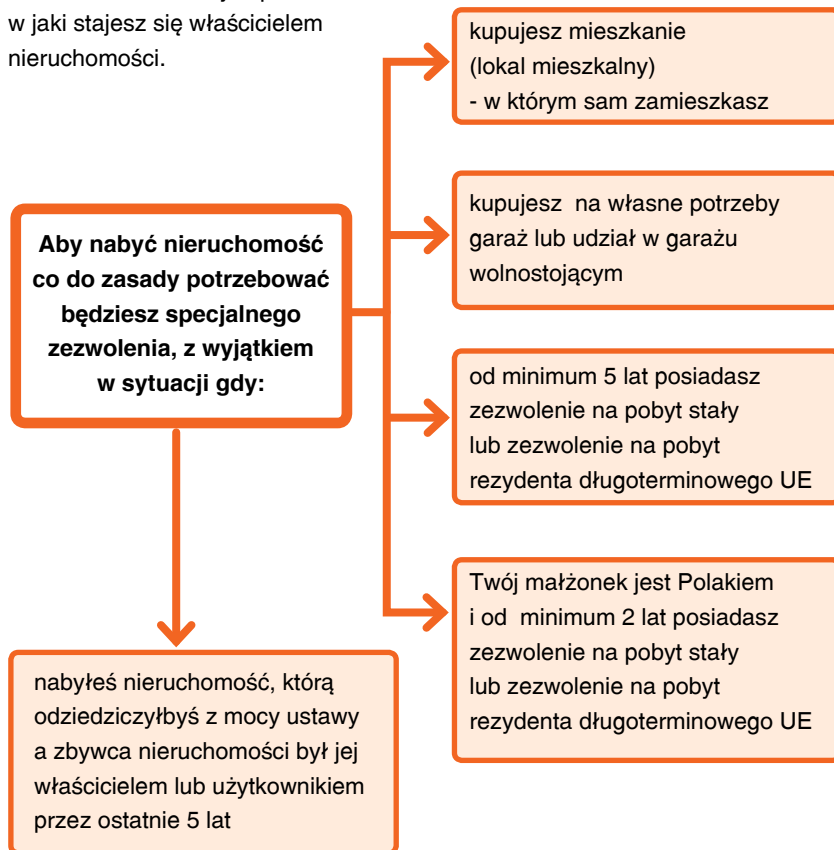 w jaki stajesz się właścicielem
nieruchomości.
kupujesz mieszkanie
(lokal mieszkalny)
- w którym sam zamieszkasz
kupujesz na własne potrzeby
garaż lub udział w garażu
wolnostojącym
Aby nabyć nieruchomość
co do zasady potrzebować
będziesz specjalnego
zezwolenia, z wyjątkiem
w sytuacji gdy:
od minimum 5 lat posiadasz
zezwolenie na pobyt stały
lub zezwolenie na pobyt
rezydenta długoterminowego UE
Twój małżonek jest Polakiem
i od minimum 2 lat posiadasz
zezwolenie na pobyt stały
lub zezwolenie na pobyt
rezydenta długoterminowego UE
nabyłeś nieruchomość, którą
odziedziczyłbyś z mocy ustawy
a zbywca nieruchomości był jej
właścicielem lub użytkownikiem
przez ostatnie 5 lat